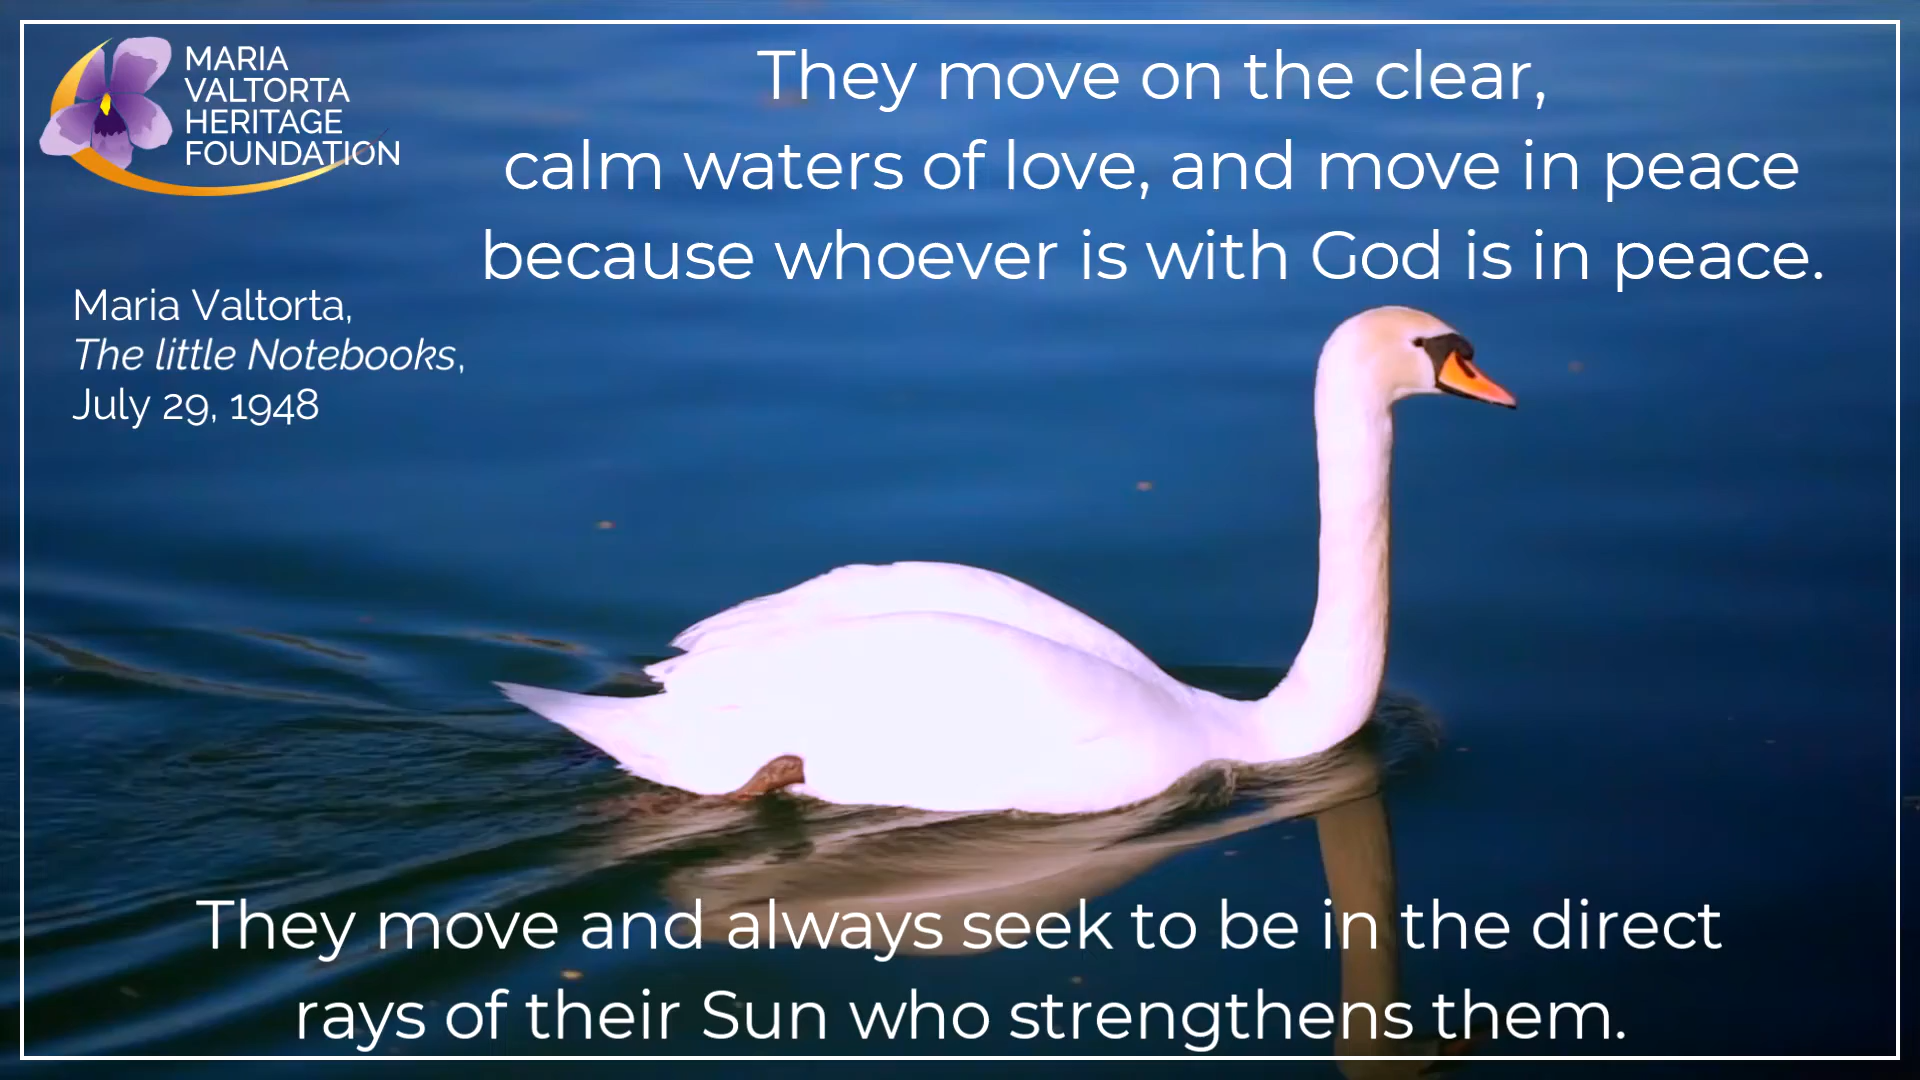 MARIA
VALTORTA
HERITAGE
FOUNDATION
They move on the clear,
calm waters of love, and move in peace
because whoever is with God is in peace.
Maria Valtorta,
The little Notebooks,
July 29, 1948
They move and always seek to be in the direct
rays of their Sun who strengthens them.